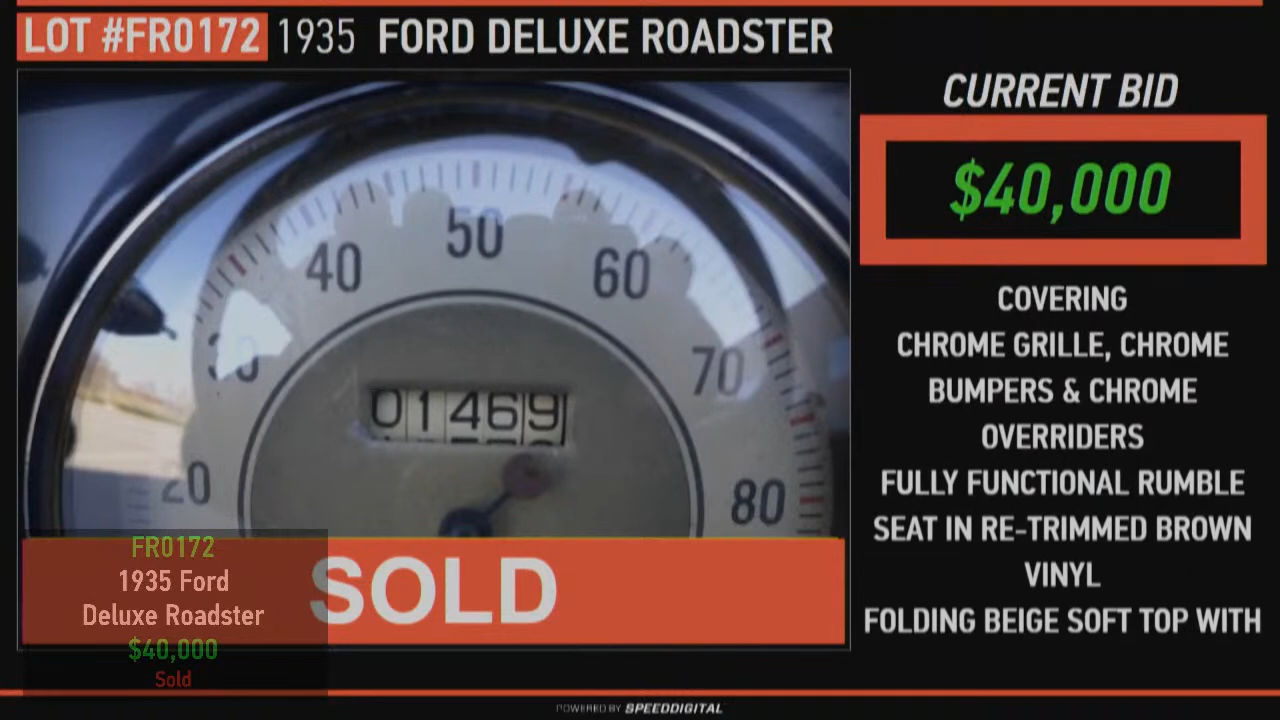 LOT #FR0172 1935 FORD DELUXE ROADSTER
CURRENT BID
$40,000
COVERING
CHROME GRILLE, CHROME
BUMPERS & CHROME
OVERRIDERS
FULLY FUNCTIONAL RUMBLE
SEAT IN RE-TRIMMED BROWN
VINYL
FOLDING BEIGE SOFT TOP WITH
20
30
40
50
60
70
80
01469
SOLD
FR0172
1935 Ford
Deluxe Roadster
$40,000
Sold
POWERED BY SPEEDDIGITAL